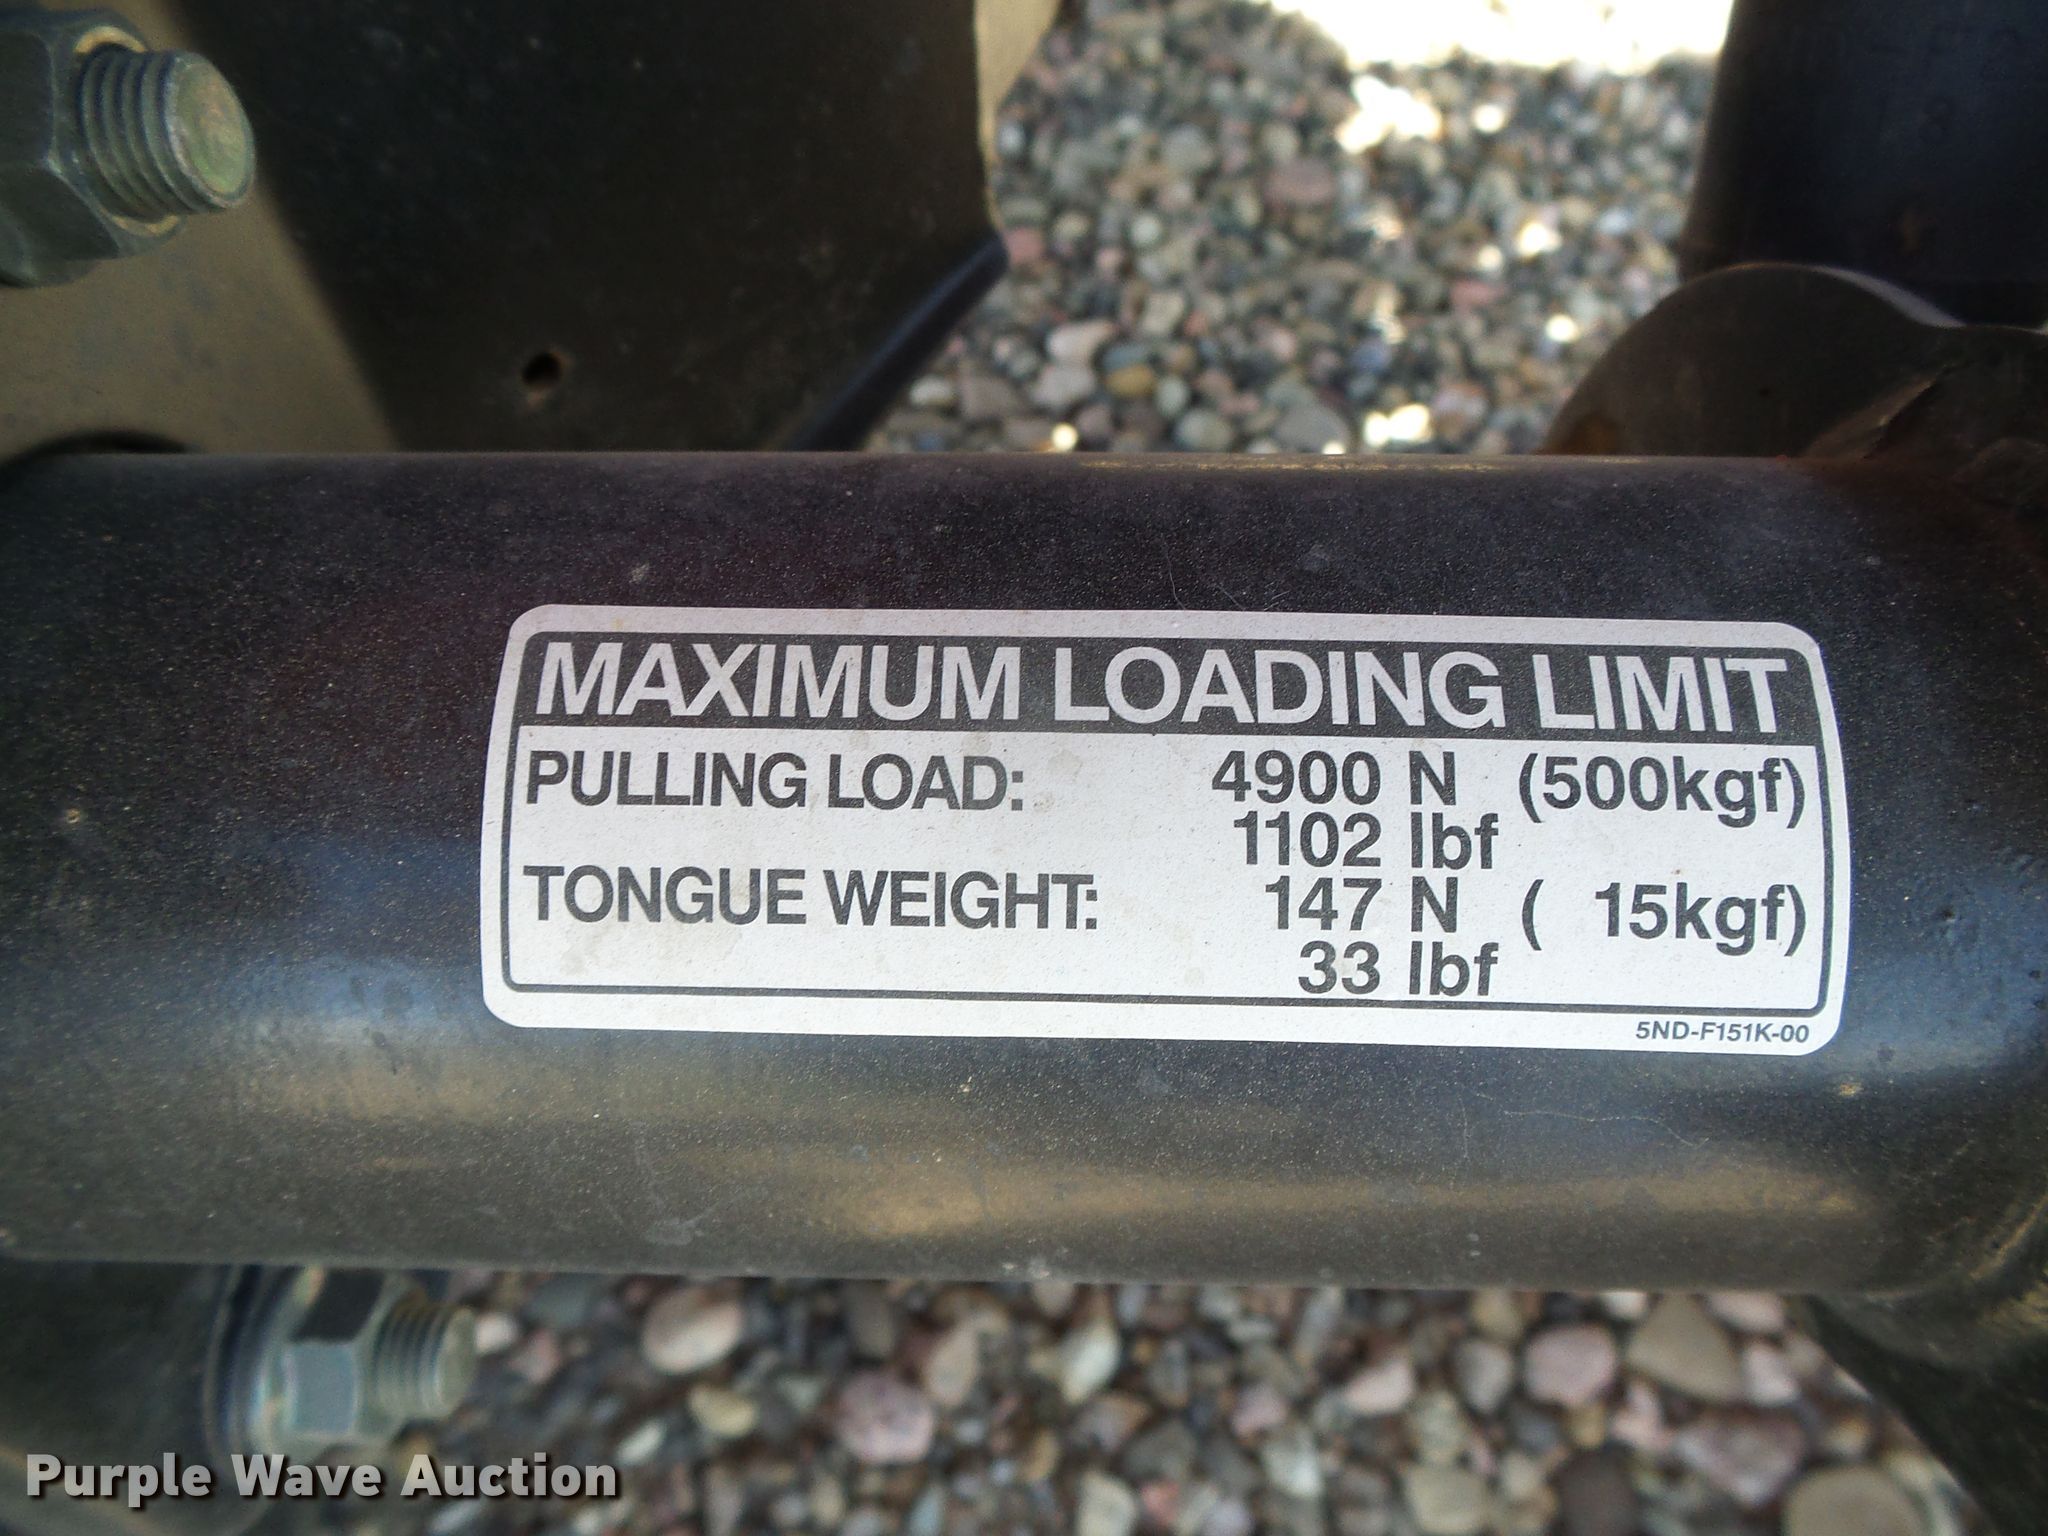 MAXIMUM LOADING LIMIT
PULLING LOAD: 4900 N (500kgf)
1102 lbf
TONGUE WEIGHT: 147 N ( 15kgf)
33 lbf
5ND-F151K-00
Purple Wave Auction